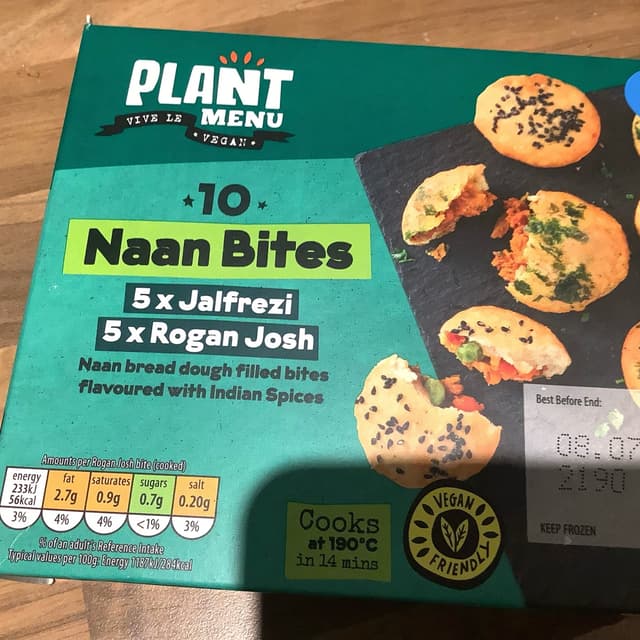 PLANT
MENU
VIVE LE
• VEGAN •
10
Naan Bites
5 x Jalfrezi
5 x Rogan Josh
Naan bread dough filled bites
flavoured with Indian Spices
Amounts per Rogan Josh bite (cooked)
energy fat saturates sugars salt
233kJ
56kcal 2.7g 0.9g 0.7g 0.20g
3% 4% 4% <1% 3%
% of an adult's Reference Intake
Typical values per 100g: Energy 1187kJ/284kcal
Cooks
at 190°C
in 14 mins
VEGAN
FRIENDLY
Best Before End:
08.07
2190
KEEP FROZEN